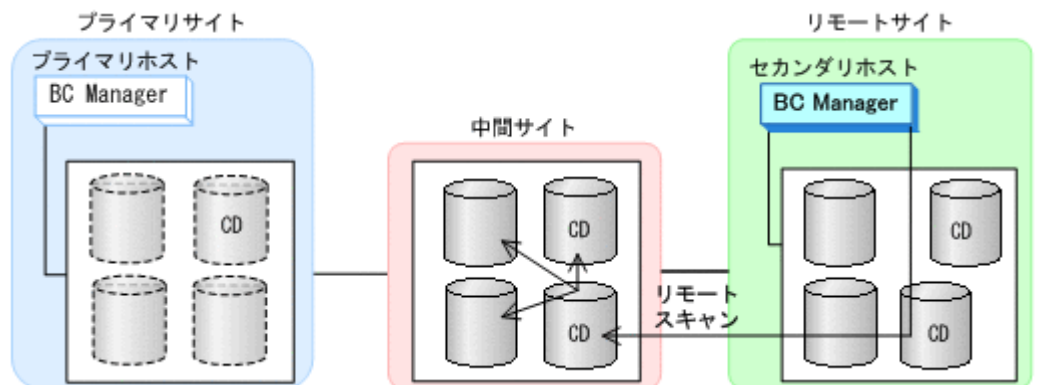 プライマリサイト
プライマリホスト
BC Manager
CD
中間サイト
CD
CD
リモート
スキャン
リモートサイト
セカンダリホスト
BC Manager
CD
CD